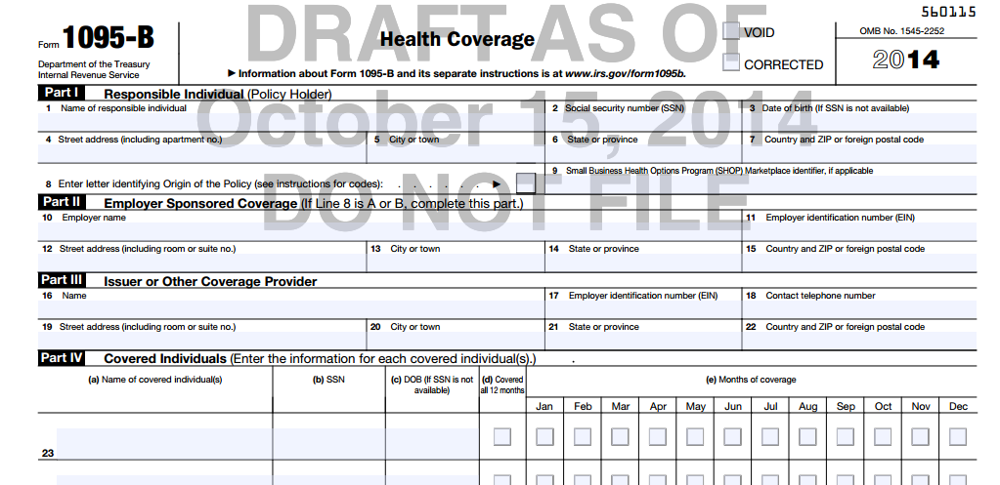 560115
Form 1095-B
Department of the Treasury
Internal Revenue Service
Health Coverage
▶ Information about Form 1095-B and its separate instructions is at www.irs.gov/form1095b.
VOID
CORRECTED
OMB No. 1545-2252
2014
DRAFT AS OF
October 15, 2014
DO NOT FILE
Part I Responsible Individual (Policy Holder)
1 Name of responsible individual
2 Social security number (SSN)
3 Date of birth (If SSN is not available)
4 Street address (including apartment no.)
5 City or town
6 State or province
7 Country and ZIP or foreign postal code
8 Enter letter identifying Origin of the Policy (see instructions for codes): . . . . . . ▶
9 Small Business Health Options Program (SHOP) Marketplace identifier, if applicable
Part II Employer Sponsored Coverage (If Line 8 is A or B, complete this part.)
10 Employer name
11 Employer identification number (EIN)
12 Street address (including room or suite no.)
13 City or town
14 State or province
15 Country and ZIP or foreign postal code
Part III Issuer or Other Coverage Provider
16 Name
17 Employer identification number (EIN)
18 Contact telephone number
19 Street address (including room or suite no.)
20 City or town
21 State or province
22 Country and ZIP or foreign postal code
Part IV Covered Individuals (Enter the information for each covered individual(s).)
(a) Name of covered individual(s)
(b) SSN
(c) DOB (If SSN is not
available)
(d) Covered
all 12 months
(e) Months of coverage
Jan Feb Mar Apr May Jun Jul Aug Sep Oct Nov Dec
23